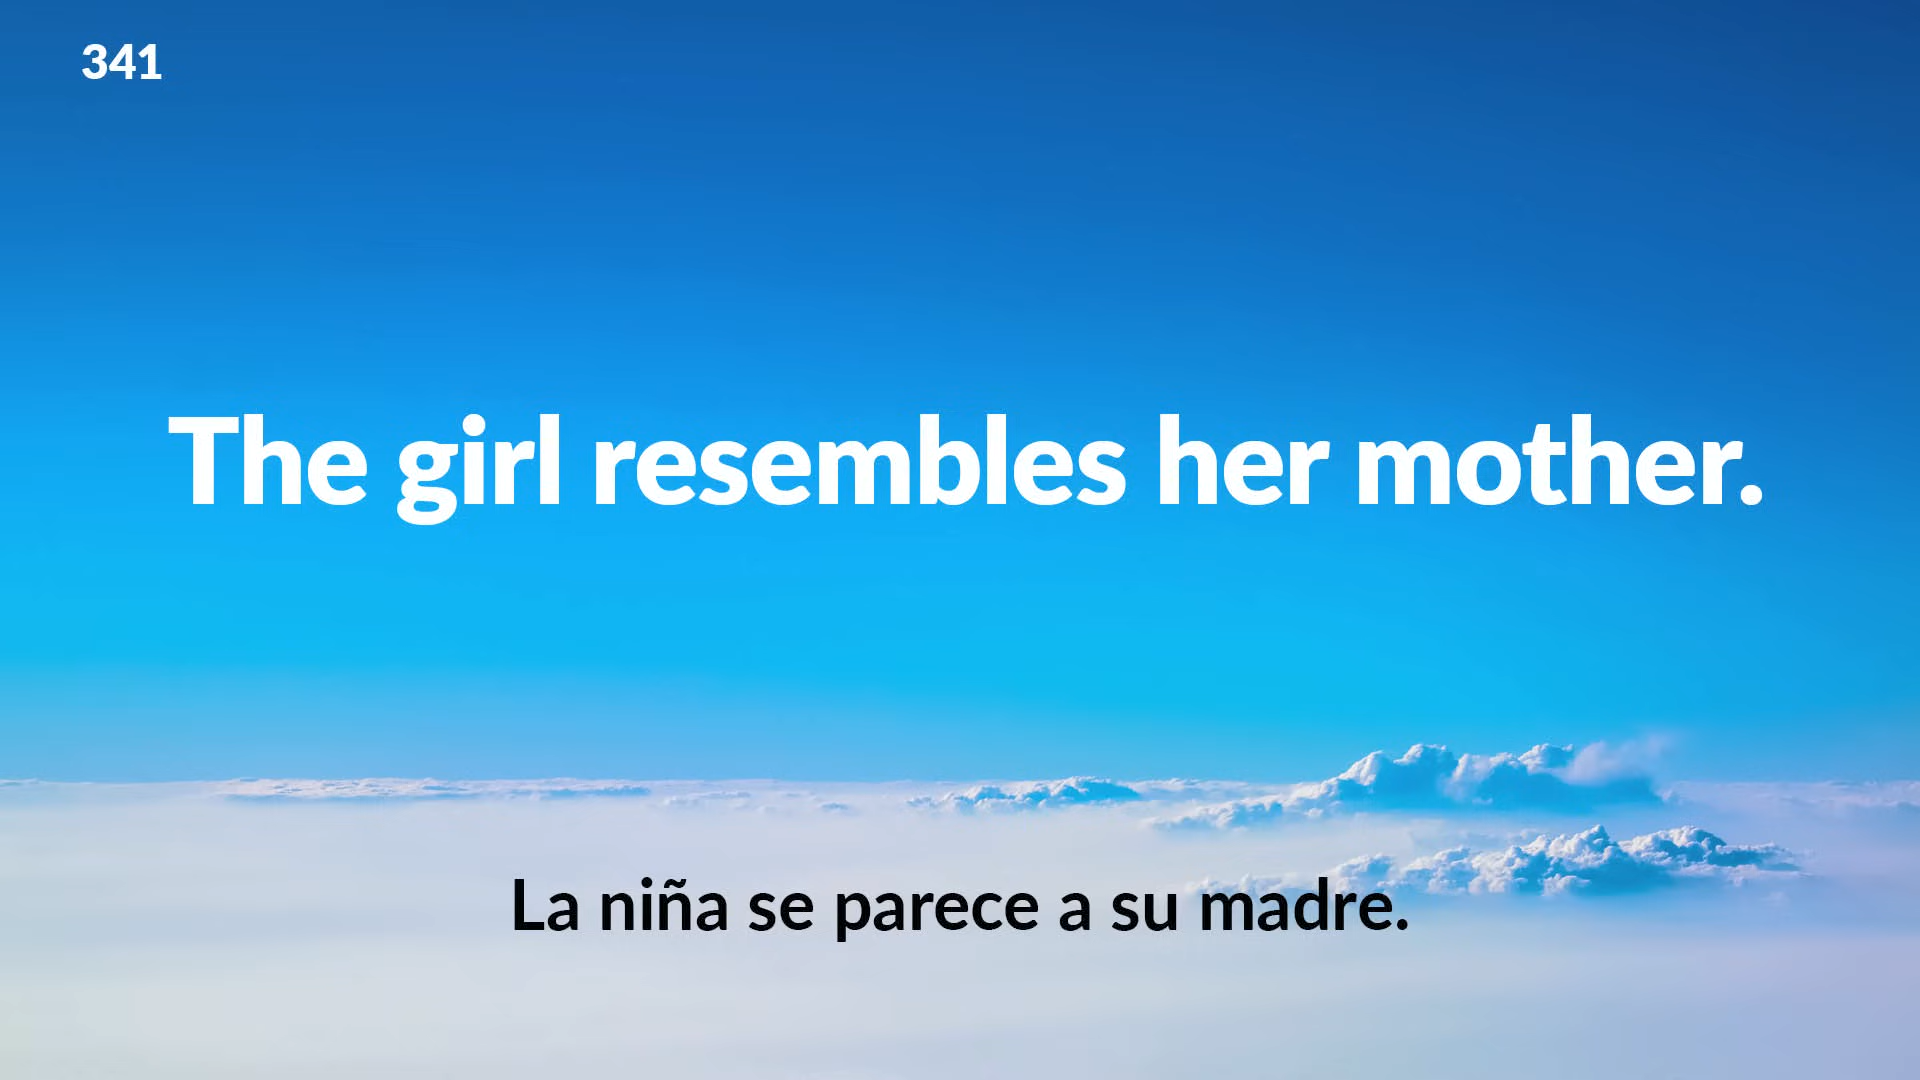 341
The girl resembles her mother.
La niña se parece a su madre.